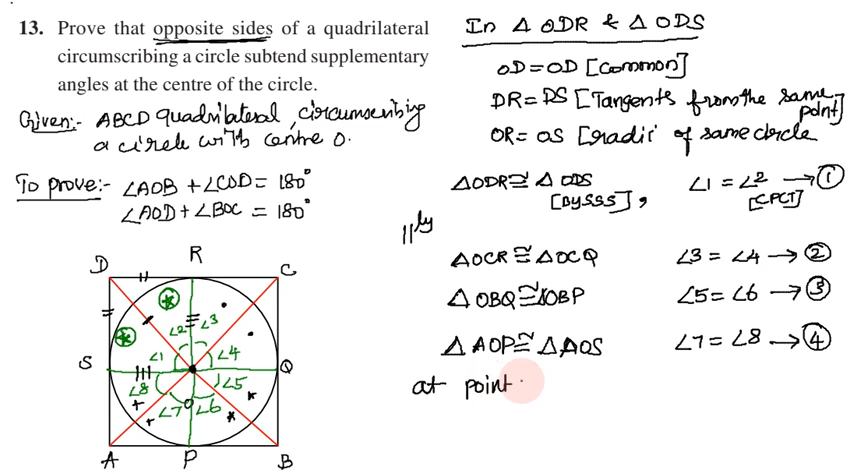 13. Prove that opposite sides of a quadrilateral
circumscribing a circle subtend supplementary
angles at the centre of the circle.
Given:- ABCD quadrilateral, circumscribing
a circle with centre O.
To prove:- ∠AOB + ∠COD = 180°
∠AOD + ∠BOC = 180°
D R C
∠2 ∠3
∠1 ∠4
S Q
∠8 ∠5
∠7 O ∠6
A P B
In △ ODR & △ ODS
OD = OD [Common]
DR = DS [Tangents from the same
point]
OR = OS [radii of same circle
△ODR ≅ △ ODS ∠1 = ∠2 → ①
[By SSS], [CPCT]
||ly
△OCR ≅ △OCQ ∠3 = ∠4 → ②
△ OBQ ≅ △OBP ∠5 = ∠6 → ③
△ AOP ≅ △AOS ∠7 = ∠8 → ④
at point